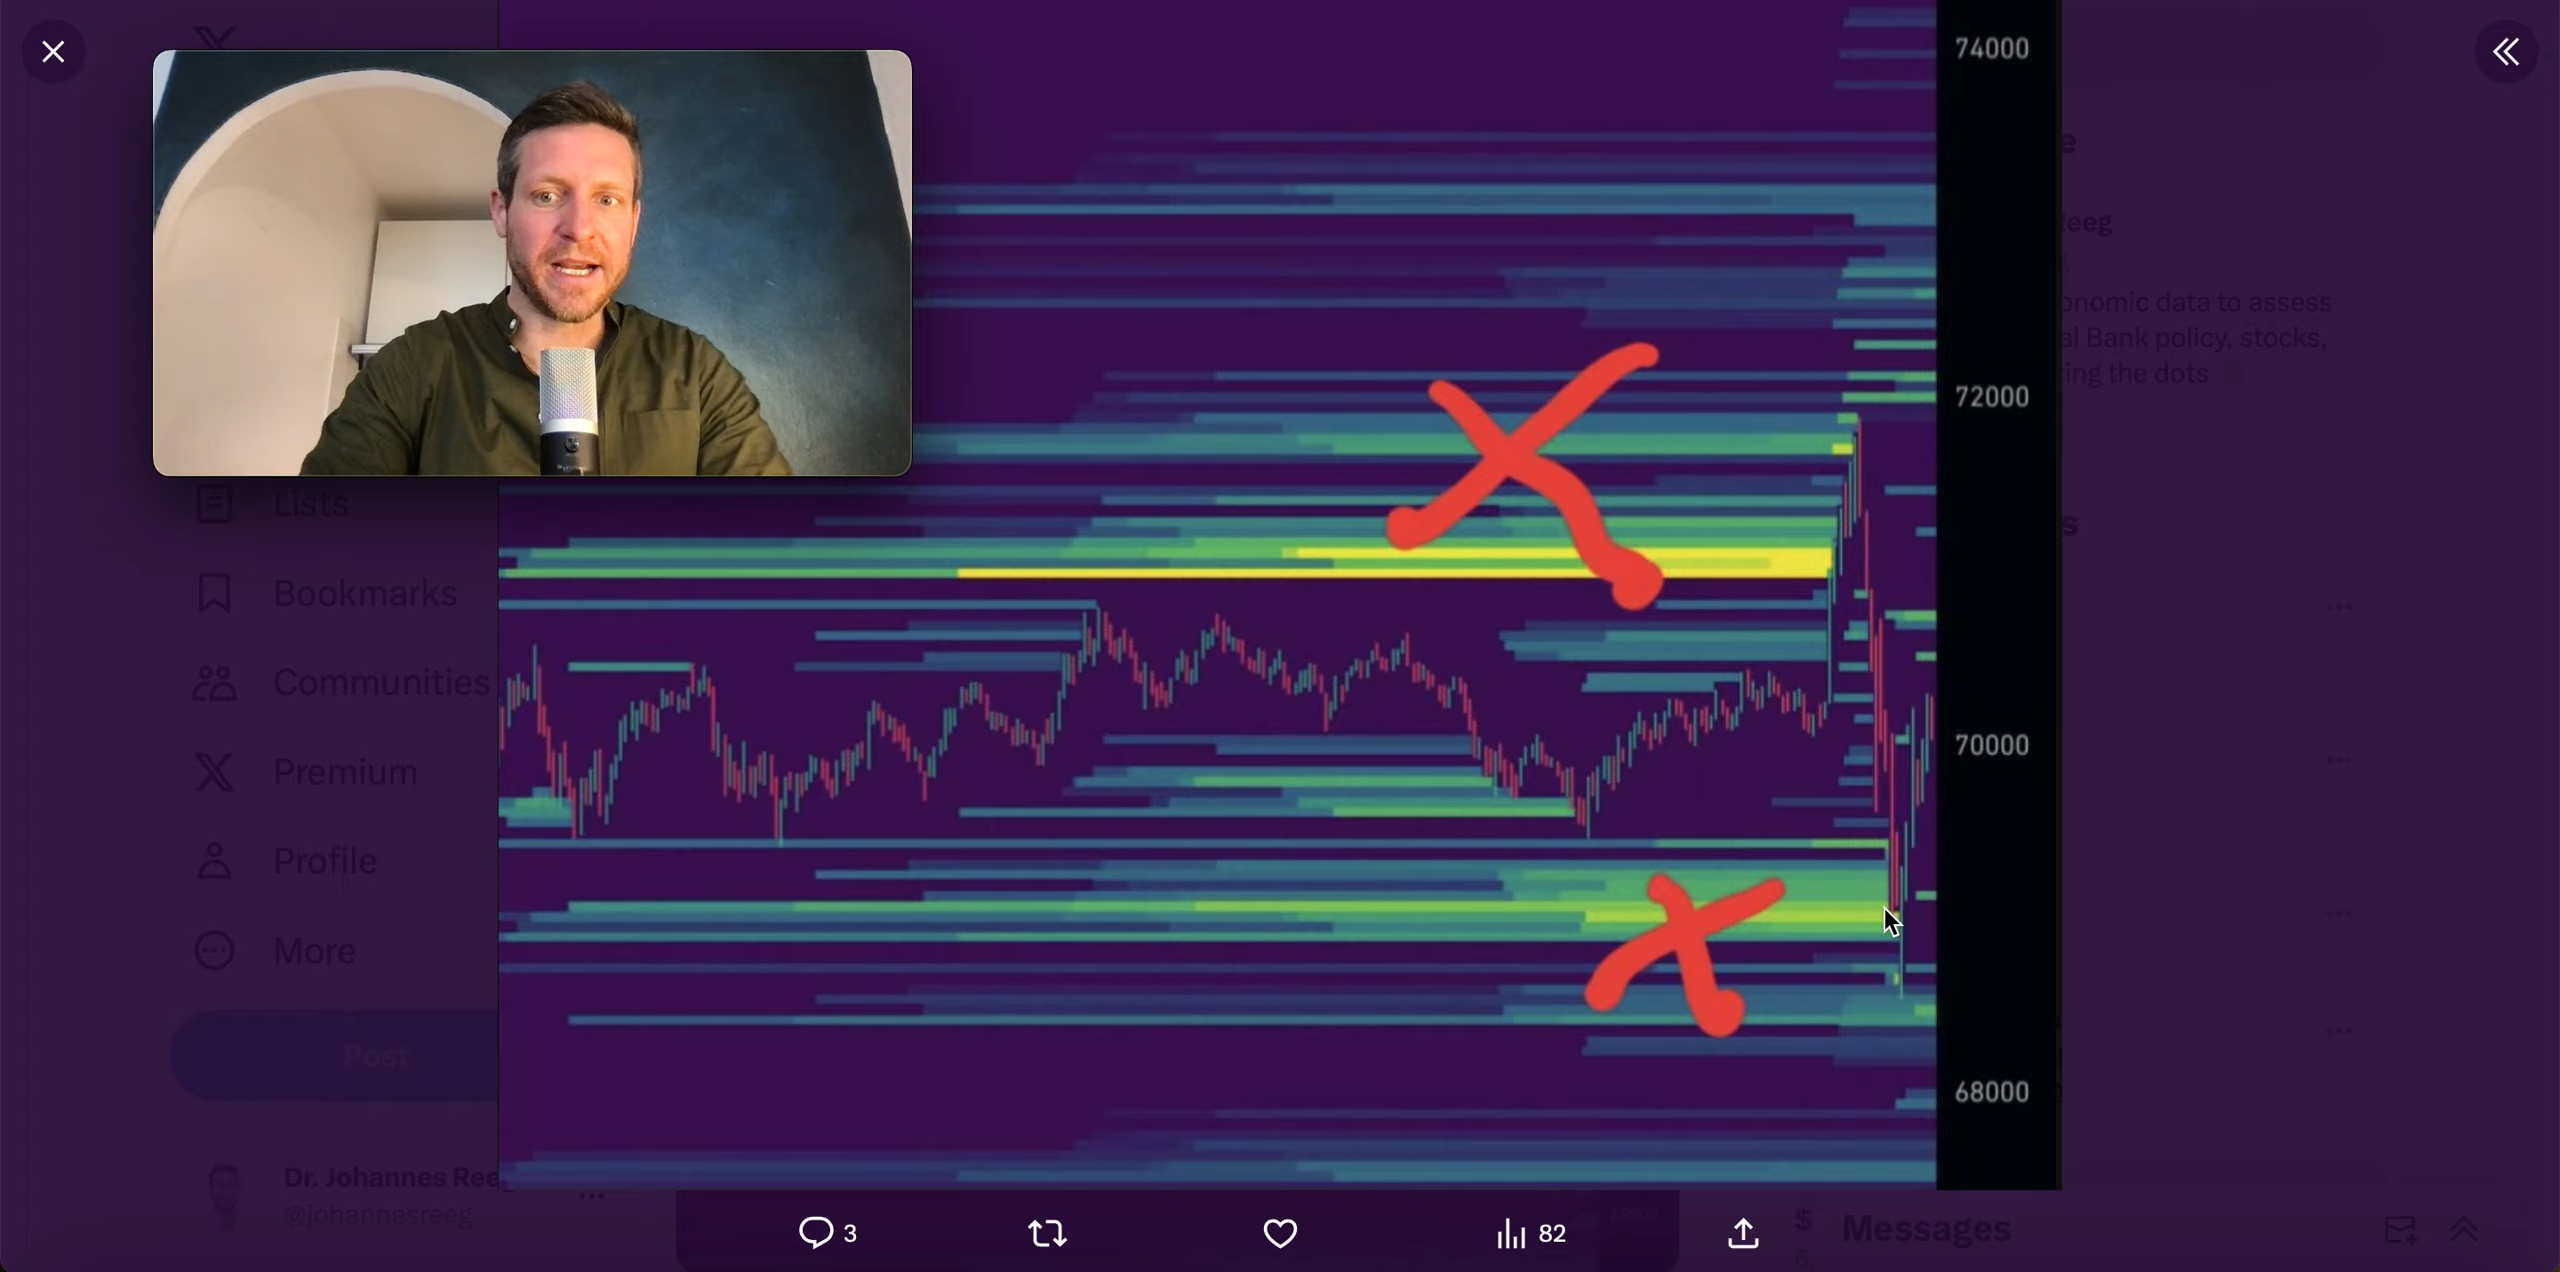 74000
72000
70000
68000
eeg
onomic data to assess
al Bank policy, stocks,
ing the dots
Lists
Bookmarks
Communities
Premium
Profile
More
Post
Dr. Johannes Ree
@johannesreeg
3
82
Messages